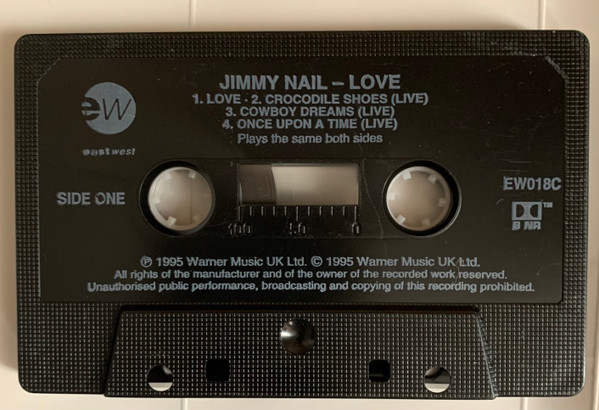 JIMMY NAIL – LOVE
1. LOVE · 2. CROCODILE SHOES (LIVE)
3. COWBOY DREAMS (LIVE)
4. ONCE UPON A TIME (LIVE)
Plays the same both sides
ew
eastwest
SIDE ONE
EW018C
TM
B NR
100 50 0
℗ 1995 Warner Music UK Ltd. © 1995 Warner Music UK Ltd.
All rights of the manufacturer and of the owner of the recorded work reserved.
Unauthorised public performance, broadcasting and copying of this recording prohibited.